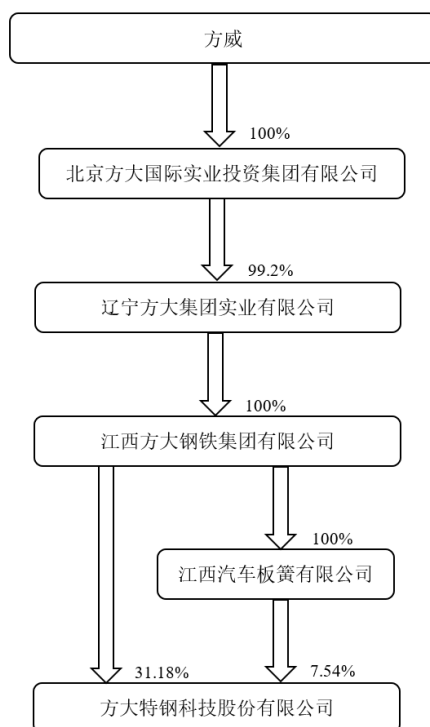 方威
100%
北京方大国际实业投资集团有限公司
99.2%
辽宁方大集团实业有限公司
100%
江西方大钢铁集团有限公司
100%
江西汽车板簧有限公司
31.18%
7.54%
方大特钢科技股份有限公司